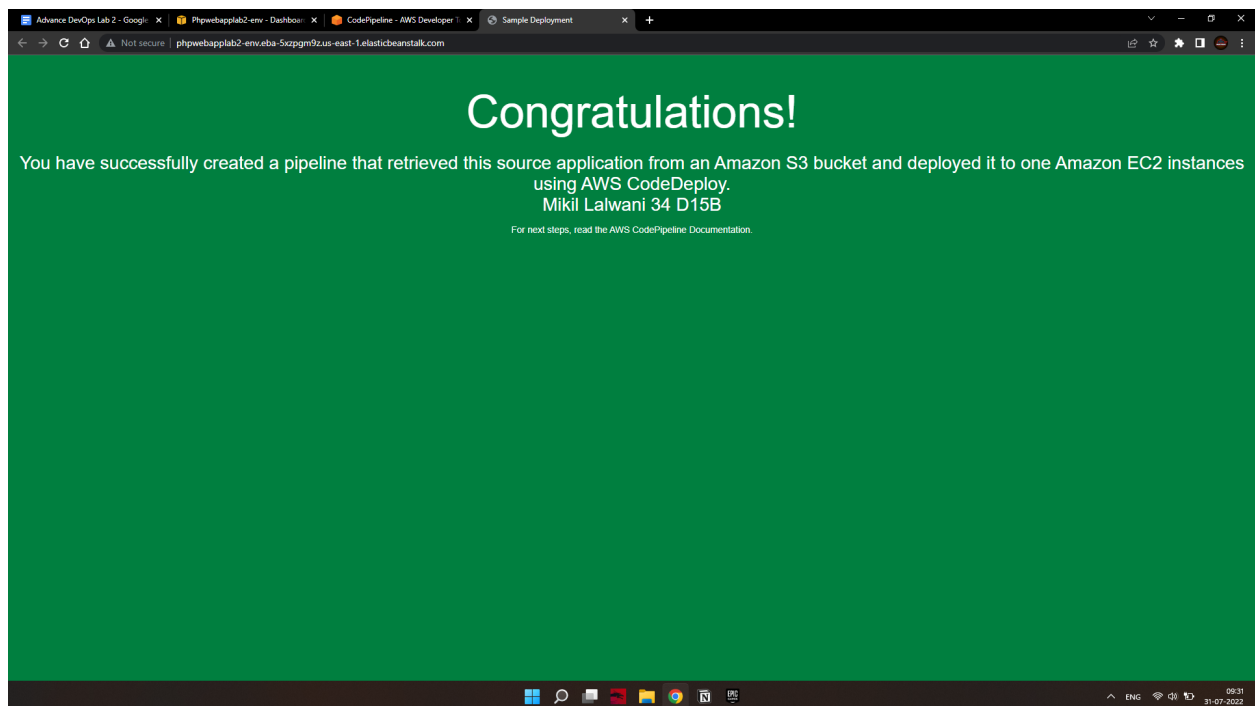 Advance DevOps Lab 2 - Google
Phpwebapplab2-env - Dashboar
CodePipeline - AWS Developer T
Sample Deployment
Not secure
phpwebapplab2-env.eba-5xzpgm9z.us-east-1.elasticbeanstalk.com
Congratulations!
You have successfully created a pipeline that retrieved this source application from an Amazon S3 bucket and deployed it to one Amazon EC2 instances
using AWS CodeDeploy.
Mikil Lalwani 34 D15B
For next steps, read the AWS CodePipeline Documentation.
ENG
09:31
31-07-2022